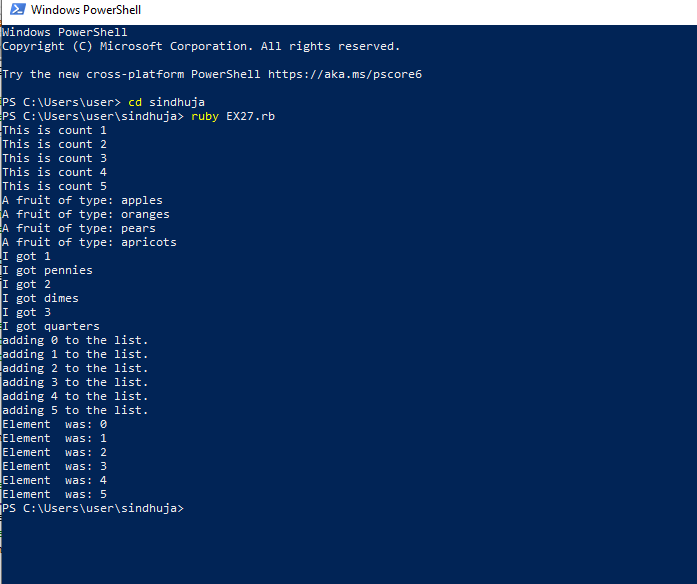 Windows PowerShell
Windows PowerShell
Copyright (C) Microsoft Corporation. All rights reserved.
Try the new cross-platform PowerShell https://aka.ms/pscore6
PS C:\Users\user> cd sindhuja
PS C:\Users\user\sindhuja> ruby EX27.rb
This is count 1
This is count 2
This is count 3
This is count 4
This is count 5
A fruit of type: apples
A fruit of type: oranges
A fruit of type: pears
A fruit of type: apricots
I got 1
I got pennies
I got 2
I got dimes
I got 3
I got quarters
adding 0 to the list.
adding 1 to the list.
adding 2 to the list.
adding 3 to the list.
adding 4 to the list.
adding 5 to the list.
Element  was: 0
Element  was: 1
Element  was: 2
Element  was: 3
Element  was: 4
Element  was: 5
PS C:\Users\user\sindhuja>